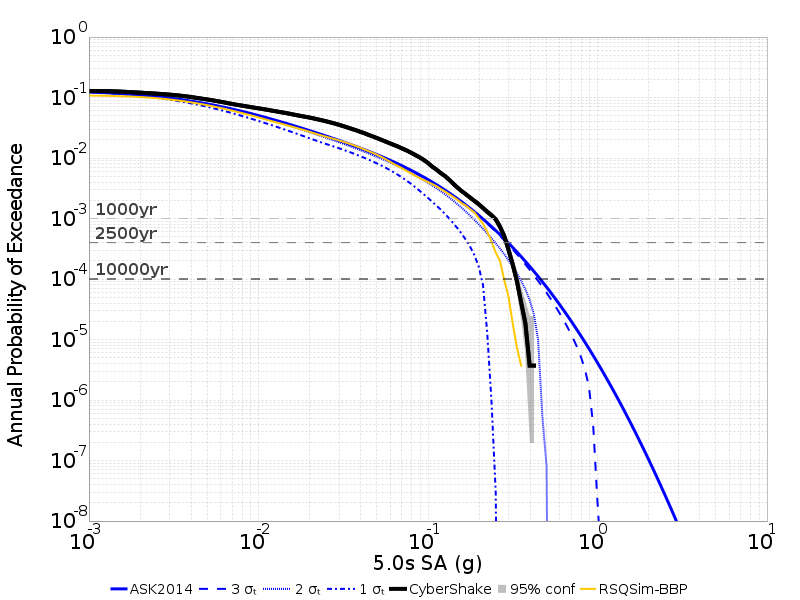 10^0
10^-1
10^-2
10^-3
10^-4
10^-5
10^-6
10^-7
10^-8
Annual Probability of Exceedance
1000yr
2500yr
10000yr
10^-3 10^-2 10^-1 10^0 10^1
5.0s SA (g)
ASK2014 3 σₜ 2 σₜ 1 σₜ CyberShake 95% conf RSQSim-BBP